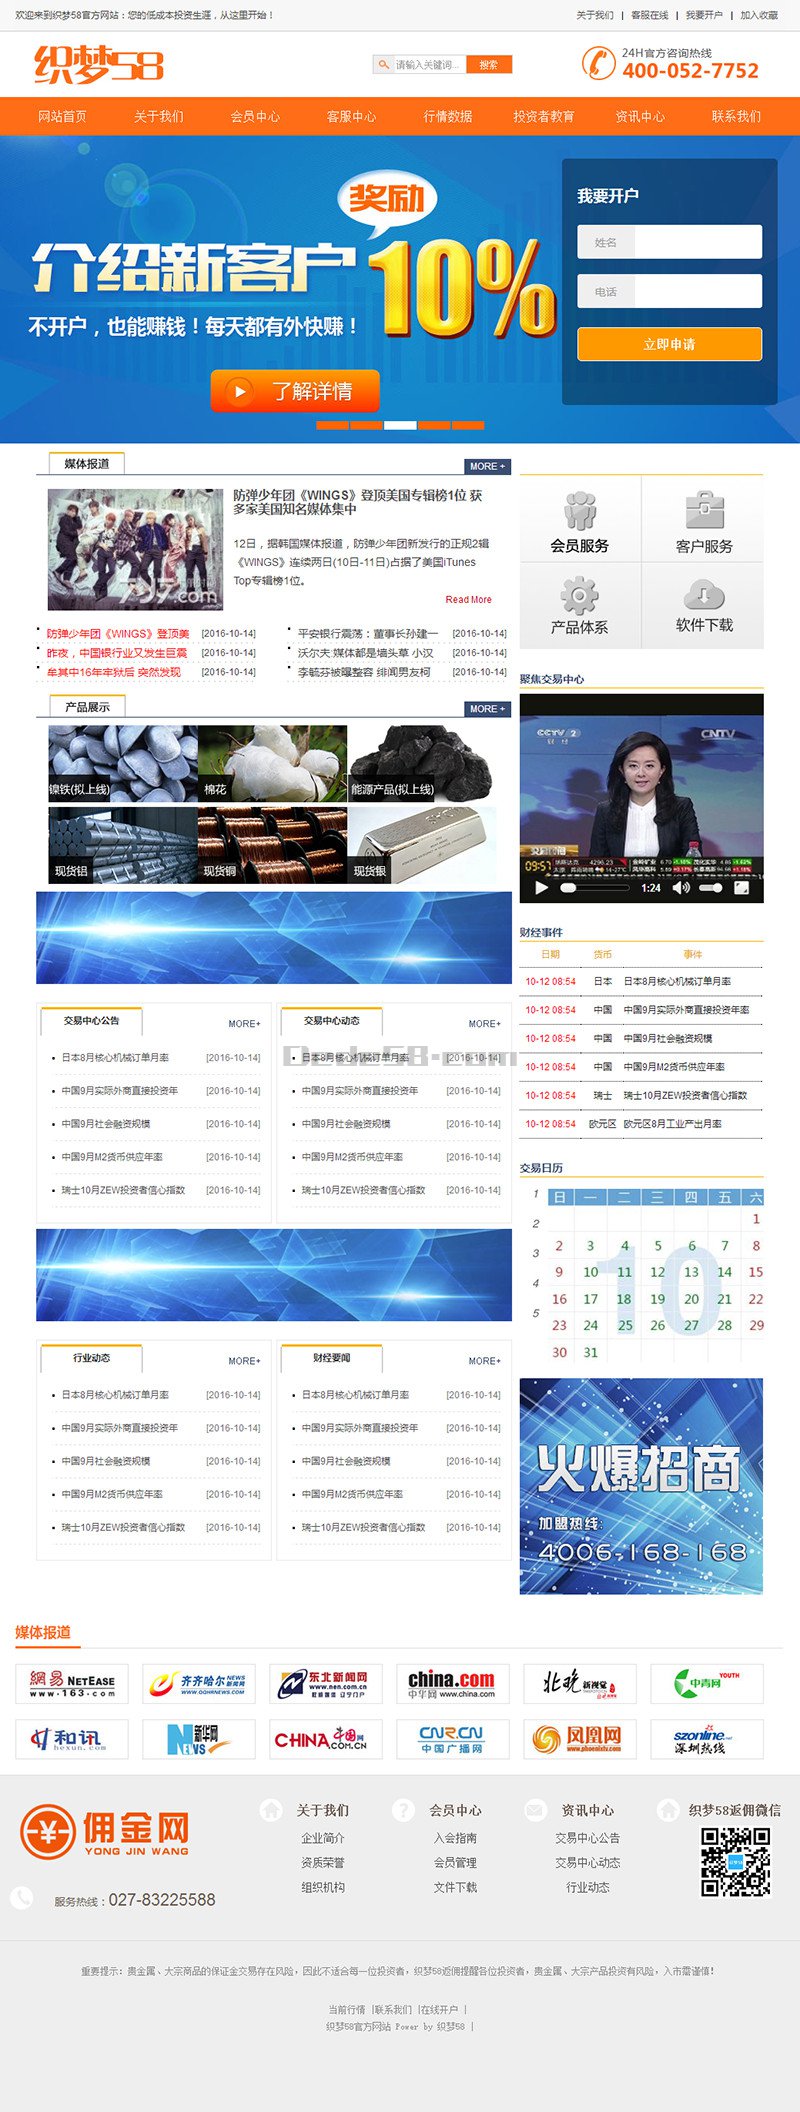 欢迎来到织梦58官方网站：您的低成本投资生涯，从这里开始！
关于我们 | 客服在线 | 我要开户 | 加入收藏
织梦58
请输入关键词... 搜索
24H官方咨询热线
400-052-7752
网站首页 关于我们 会员中心 客服中心 行情数据 投资者教育 资讯中心 联系我们
奖励
介绍新客户10%
不开户，也能赚钱！每天都有外快赚！
了解详情
我要开户
姓名
电话
立即申请
媒体报道 MORE +
防弹少年团《WINGS》登顶美国专辑榜1位 获
多家美国知名媒体集中
12日，据韩国媒体报道，防弹少年团新发行的正规2辑
《WINGS》连续两日(10日-11日)占据了美国iTunes
Top专辑榜1位。
Read More
防弹少年团《WINGS》登顶美 [2016-10-14]
昨夜，中国银行业又发生巨震 [2016-10-14]
牟其中16年牢狱后 突然发现 [2016-10-14]
平安银行震荡：董事长孙建一 [2016-10-14]
沃尔夫:媒体都是墙头草 小汉 [2016-10-14]
李毓芬被曝整容 绯闻男友柯 [2016-10-14]
会员服务 客户服务
产品体系 软件下载
产品展示 MORE +
镍铁(拟上线) 棉花 能源产品(拟上线)
现货铝 现货铜 现货银
聚焦交易中心
CCTV 2 财经 CNTV
09:57
1:24
财经事件
日期 货币 事件
10-12 08:54 日本 日本8月核心机械订单月率
10-12 08:54 中国 中国9月实际外商直接投资年率
10-12 08:54 中国 中国9月社会融资规模
10-12 08:54 中国 中国9月M2货币供应年率
10-12 08:54 瑞士 瑞士10月ZEW投资者信心指数
10-12 08:54 欧元区 欧元区8月工业产出月率
交易中心公告 MORE+
日本8月核心机械订单月率 [2016-10-14]
中国9月实际外商直接投资年 [2016-10-14]
中国9月社会融资规模 [2016-10-14]
中国9月M2货币供应年率 [2016-10-14]
瑞士10月ZEW投资者信心指数 [2016-10-14]
交易中心动态 MORE+
日本8月核心机械订单月率 [2016-10-14]
中国9月实际外商直接投资年 [2016-10-14]
中国9月社会融资规模 [2016-10-14]
中国9月M2货币供应年率 [2016-10-14]
瑞士10月ZEW投资者信心指数 [2016-10-14]
Dede58.com
交易日历
1 日 一 二 三 四 五 六
2 1
3 2 3 4 5 6 7 8
4 9 10 11 12 13 14 15
5 16 17 18 19 20 21 22
23 24 25 26 27 28 29
30 31
10
行业动态 MORE+
日本8月核心机械订单月率 [2016-10-14]
中国9月实际外商直接投资年 [2016-10-14]
中国9月社会融资规模 [2016-10-14]
中国9月M2货币供应年率 [2016-10-14]
瑞士10月ZEW投资者信心指数 [2016-10-14]
财经要闻 MORE+
日本8月核心机械订单月率 [2016-10-14]
中国9月实际外商直接投资年 [2016-10-14]
中国9月社会融资规模 [2016-10-14]
中国9月M2货币供应年率 [2016-10-14]
瑞士10月ZEW投资者信心指数 [2016-10-14]
火爆招商
加盟热线:
4006-168-168
媒体报道
網易 NETEASE
www.163.com
齐齐哈尔新闻网 NEWS
WWW.QQHRNEWS.COM
东北新闻网
www.nen.com.cn
china.com
中华网 www.china.com
北晚新视觉
中青网 YOUTH
和讯
hexun.com
新华网
NEWS
CHINA中国网
.COM.CN
CNR.CN
中国广播网
凤凰网
www.phoenixtv.com
szonline.net
深圳热线
佣金网
YONG JIN WANG
服务热线：027-83225588
关于我们
企业简介
资质荣誉
组织机构
会员中心
入会指南
会员管理
文件下载
资讯中心
交易中心公告
交易中心动态
行业动态
织梦58返佣微信
重要提示：贵金属、大宗商品的保证金交易存在风险，因此不适合每一位投资者，织梦58返佣提醒各位投资者，贵金属、大宗产品投资有风险，入市需谨慎！
当前行情 |联系我们 |在线开户 |
织梦58官方网站 Power by 织梦58 |